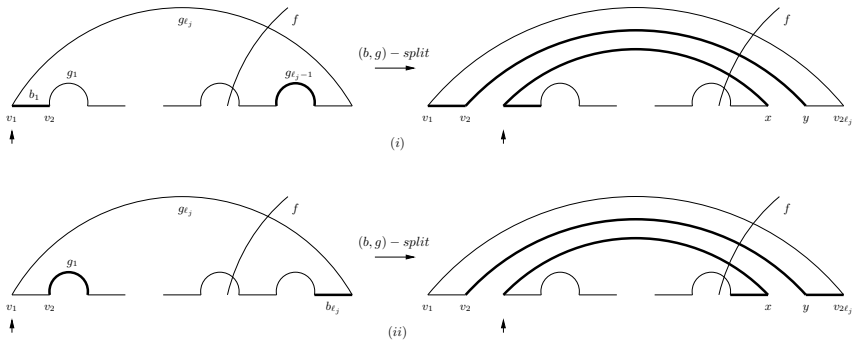 g_{ℓ_j} f
(b, g) − split
g_1 g_{ℓ_j−1}
b_1
v_1 v_2 v_1 v_2 x y v_{2ℓ_j}
(i)
g_{ℓ_j} f f
(b, g) − split
g_1
v_1 v_2 b_{ℓ_j} v_1 v_2 x y v_{2ℓ_j}
(ii)